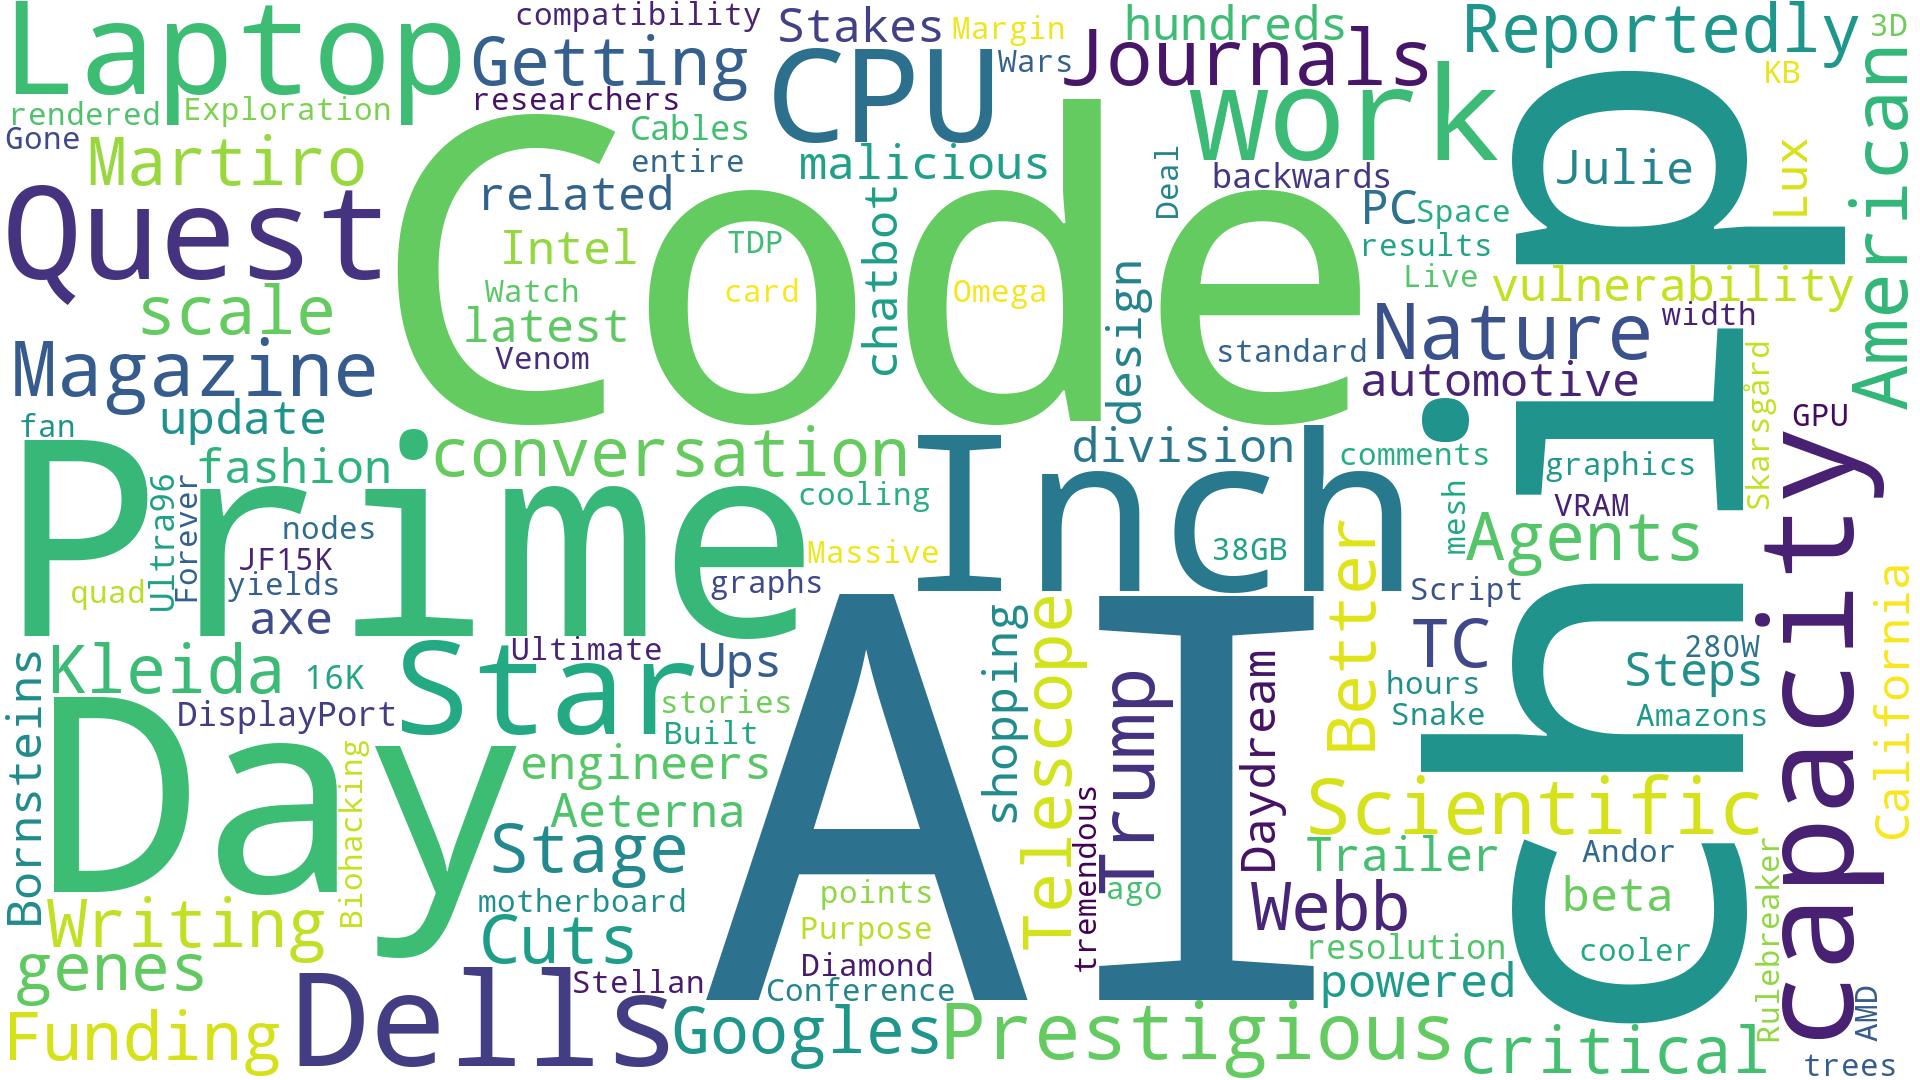 Laptop
compatibility
Stakes
Margin
hundreds
Reportedly
3D
Getting
CPU
Wars
Journals
KB
American
rendered
Exploration
researchers
work
Gone
Martiro
Cables
entire
malicious
Deal
backwards
Chip
Julie
Lux
Quest
related
Code
chatbot
PC
Space
Intel
TDP
results
scale
Watch
card
Omega
design
Live
vulnerability
latest
Venom
standard
Nature
width
Magazine
automotive
Skarsgård
GPU
fan
update
conversation
Inch
division
comments
capacity
Prime
fashion
graphics
Ultra96
Forever
nodes
cooling
mesh
VRAM
JF15K
Massive
38GB
Better
Agents
quad
yields
graphs
Script
California
axe
AI
shopping
Telescope
TC
Ultimate
Ups
Star
28OW
Steps
Kleida
16K
Trump
Daydream
hours
Bornsteins
DisplayPort
stories
Snake
Amazons
Day
Built
Biohacking
engineers
Scientific
Aeterna
tremendous
Stage
Trailer
Andor
Rulebreaker
Writing
motherboard
points
ago
Webb
beta
Cuts
Purpose
resolution
cooler
genes
Dells
Stellan
Diamond
Conference
powered
AMD
Funding
Googles
Prestigious
critical
trees